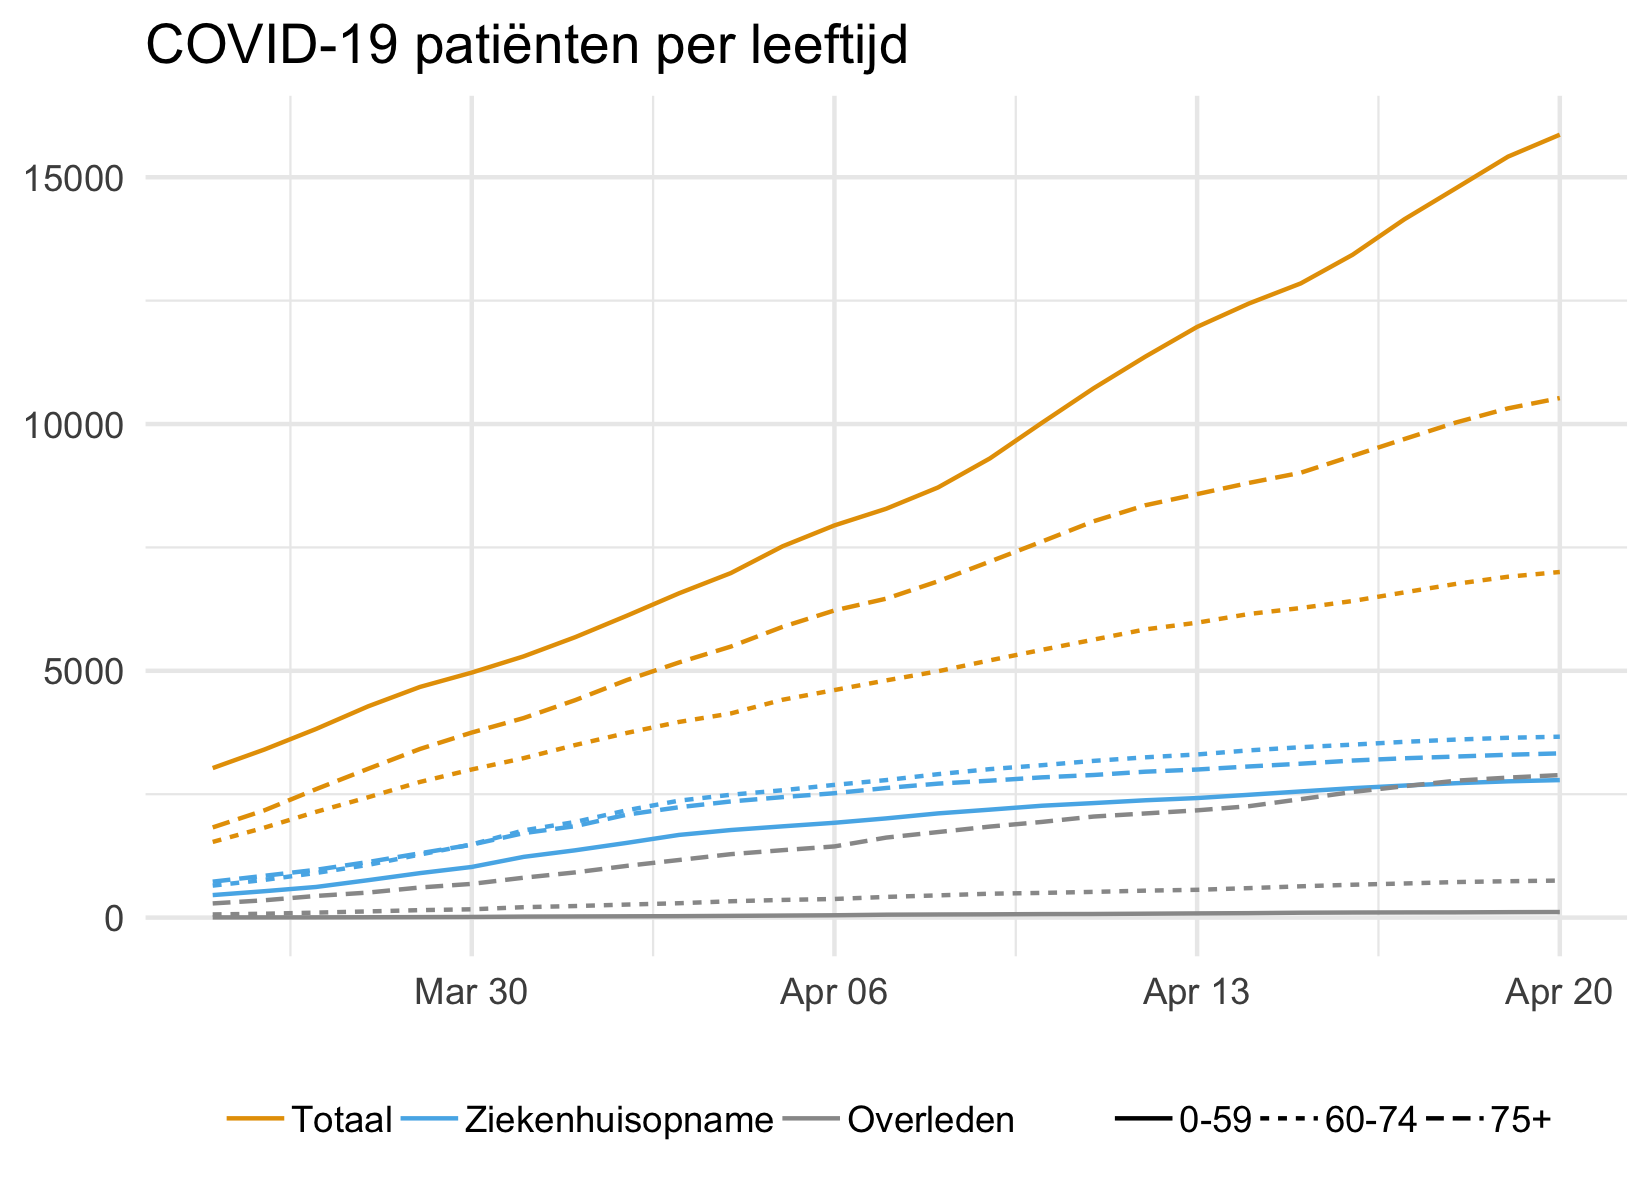 COVID-19 patiënten per leeftijd
15000
10000
5000
0
Mar 30 Apr 06 Apr 13 Apr 20
Totaal Ziekenhuisopname Overleden 0-59 60-74 75+